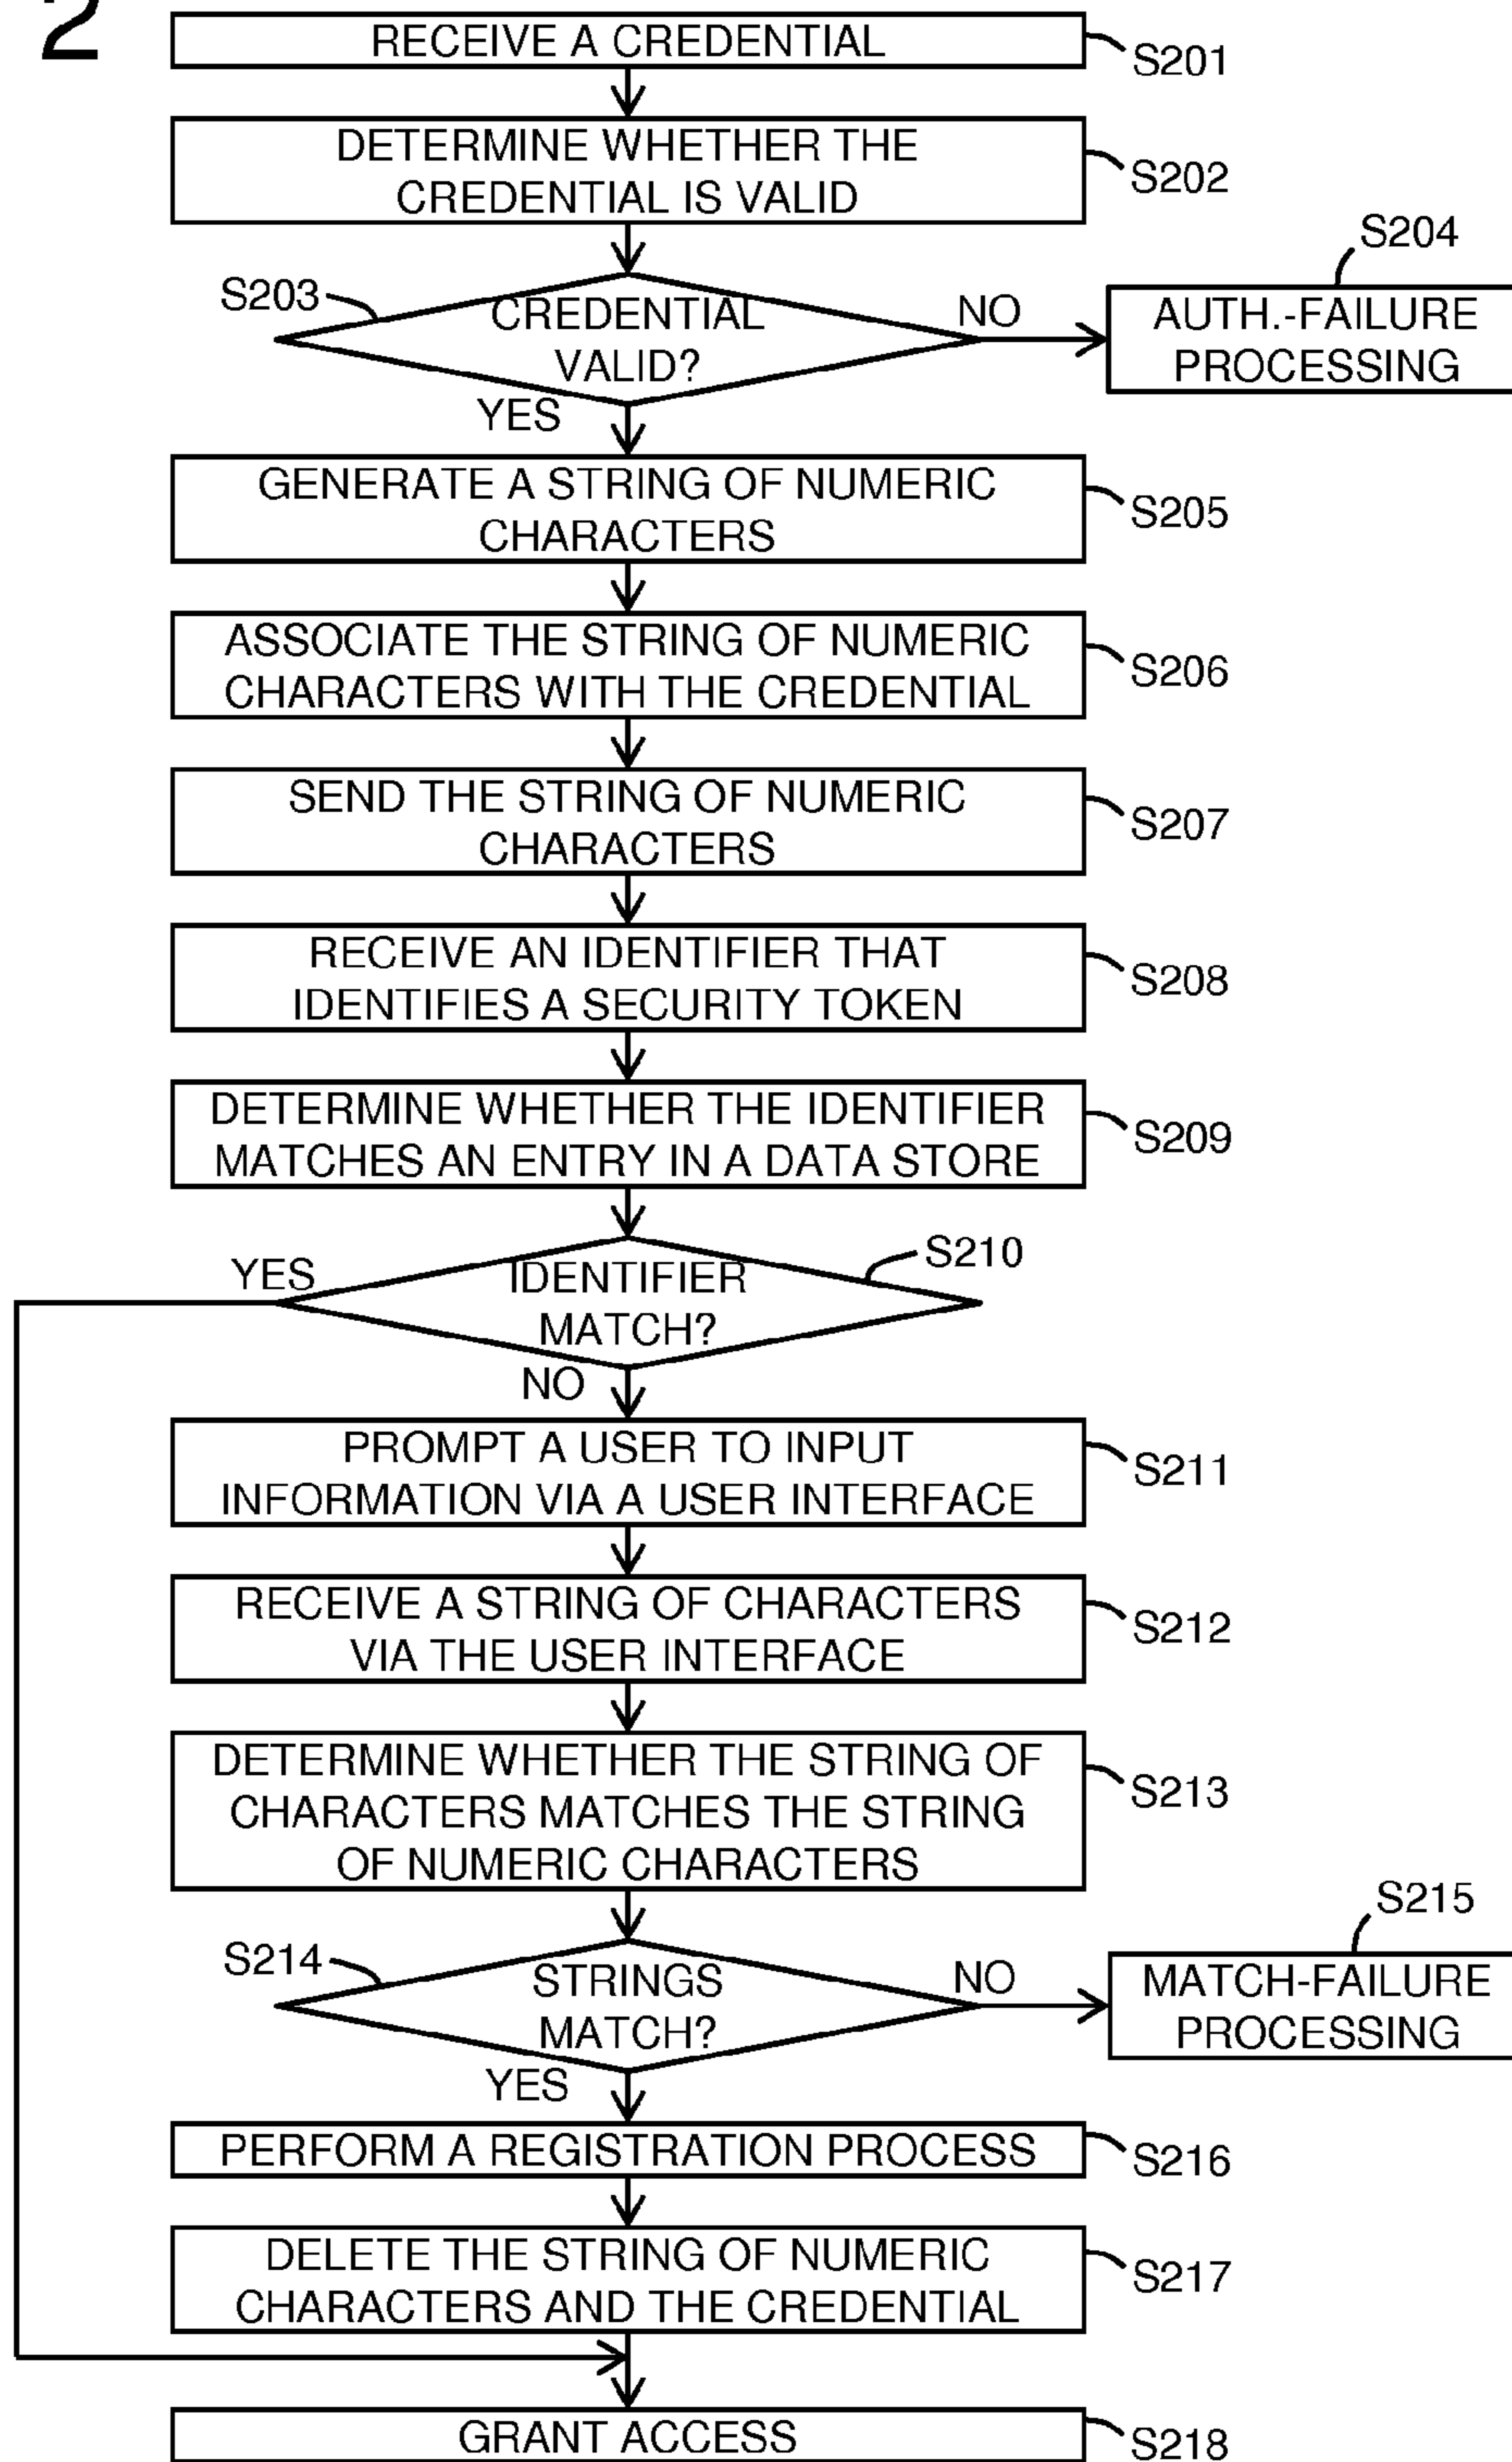 2
RECEIVE A CREDENTIAL
S201
DETERMINE WHETHER THE
CREDENTIAL IS VALID
S202
S203
CREDENTIAL
VALID?
NO
YES
S204
AUTH.-FAILURE
PROCESSING
GENERATE A STRING OF NUMERIC
CHARACTERS
S205
ASSOCIATE THE STRING OF NUMERIC
CHARACTERS WITH THE CREDENTIAL
S206
SEND THE STRING OF NUMERIC
CHARACTERS
S207
RECEIVE AN IDENTIFIER THAT
IDENTIFIES A SECURITY TOKEN
S208
DETERMINE WHETHER THE IDENTIFIER
MATCHES AN ENTRY IN A DATA STORE
S209
YES
IDENTIFIER
MATCH?
S210
NO
PROMPT A USER TO INPUT
INFORMATION VIA A USER INTERFACE
S211
RECEIVE A STRING OF CHARACTERS
VIA THE USER INTERFACE
S212
DETERMINE WHETHER THE STRING OF
CHARACTERS MATCHES THE STRING
OF NUMERIC CHARACTERS
S213
S214
STRINGS
MATCH?
NO
YES
S215
MATCH-FAILURE
PROCESSING
PERFORM A REGISTRATION PROCESS
S216
DELETE THE STRING OF NUMERIC
CHARACTERS AND THE CREDENTIAL
S217
GRANT ACCESS
S218